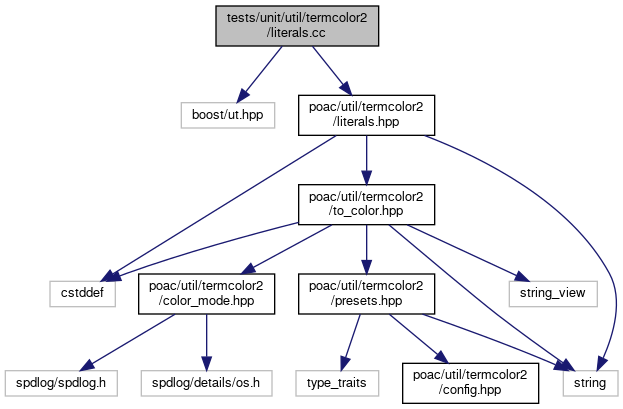 tests/unit/util/termcolor2
/literals.cc
boost/ut.hpp
poac/util/termcolor2
/literals.hpp
poac/util/termcolor2
/to_color.hpp
cstddef
poac/util/termcolor2
/color_mode.hpp
poac/util/termcolor2
/presets.hpp
string_view
spdlog/spdlog.h
spdlog/details/os.h
type_traits
poac/util/termcolor2
/config.hpp
string